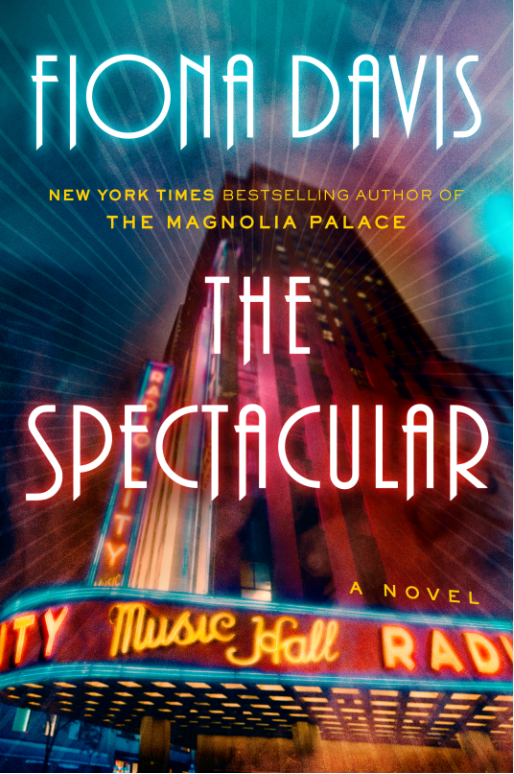 FIONA DAVIS
NEW YORK TIMES BESTSELLING AUTHOR OF
THE MAGNOLIA PALACE
THE
SPECTACULAR
RADIO CITY
MUSIC
A NOVEL
ITY Music Hall RADI